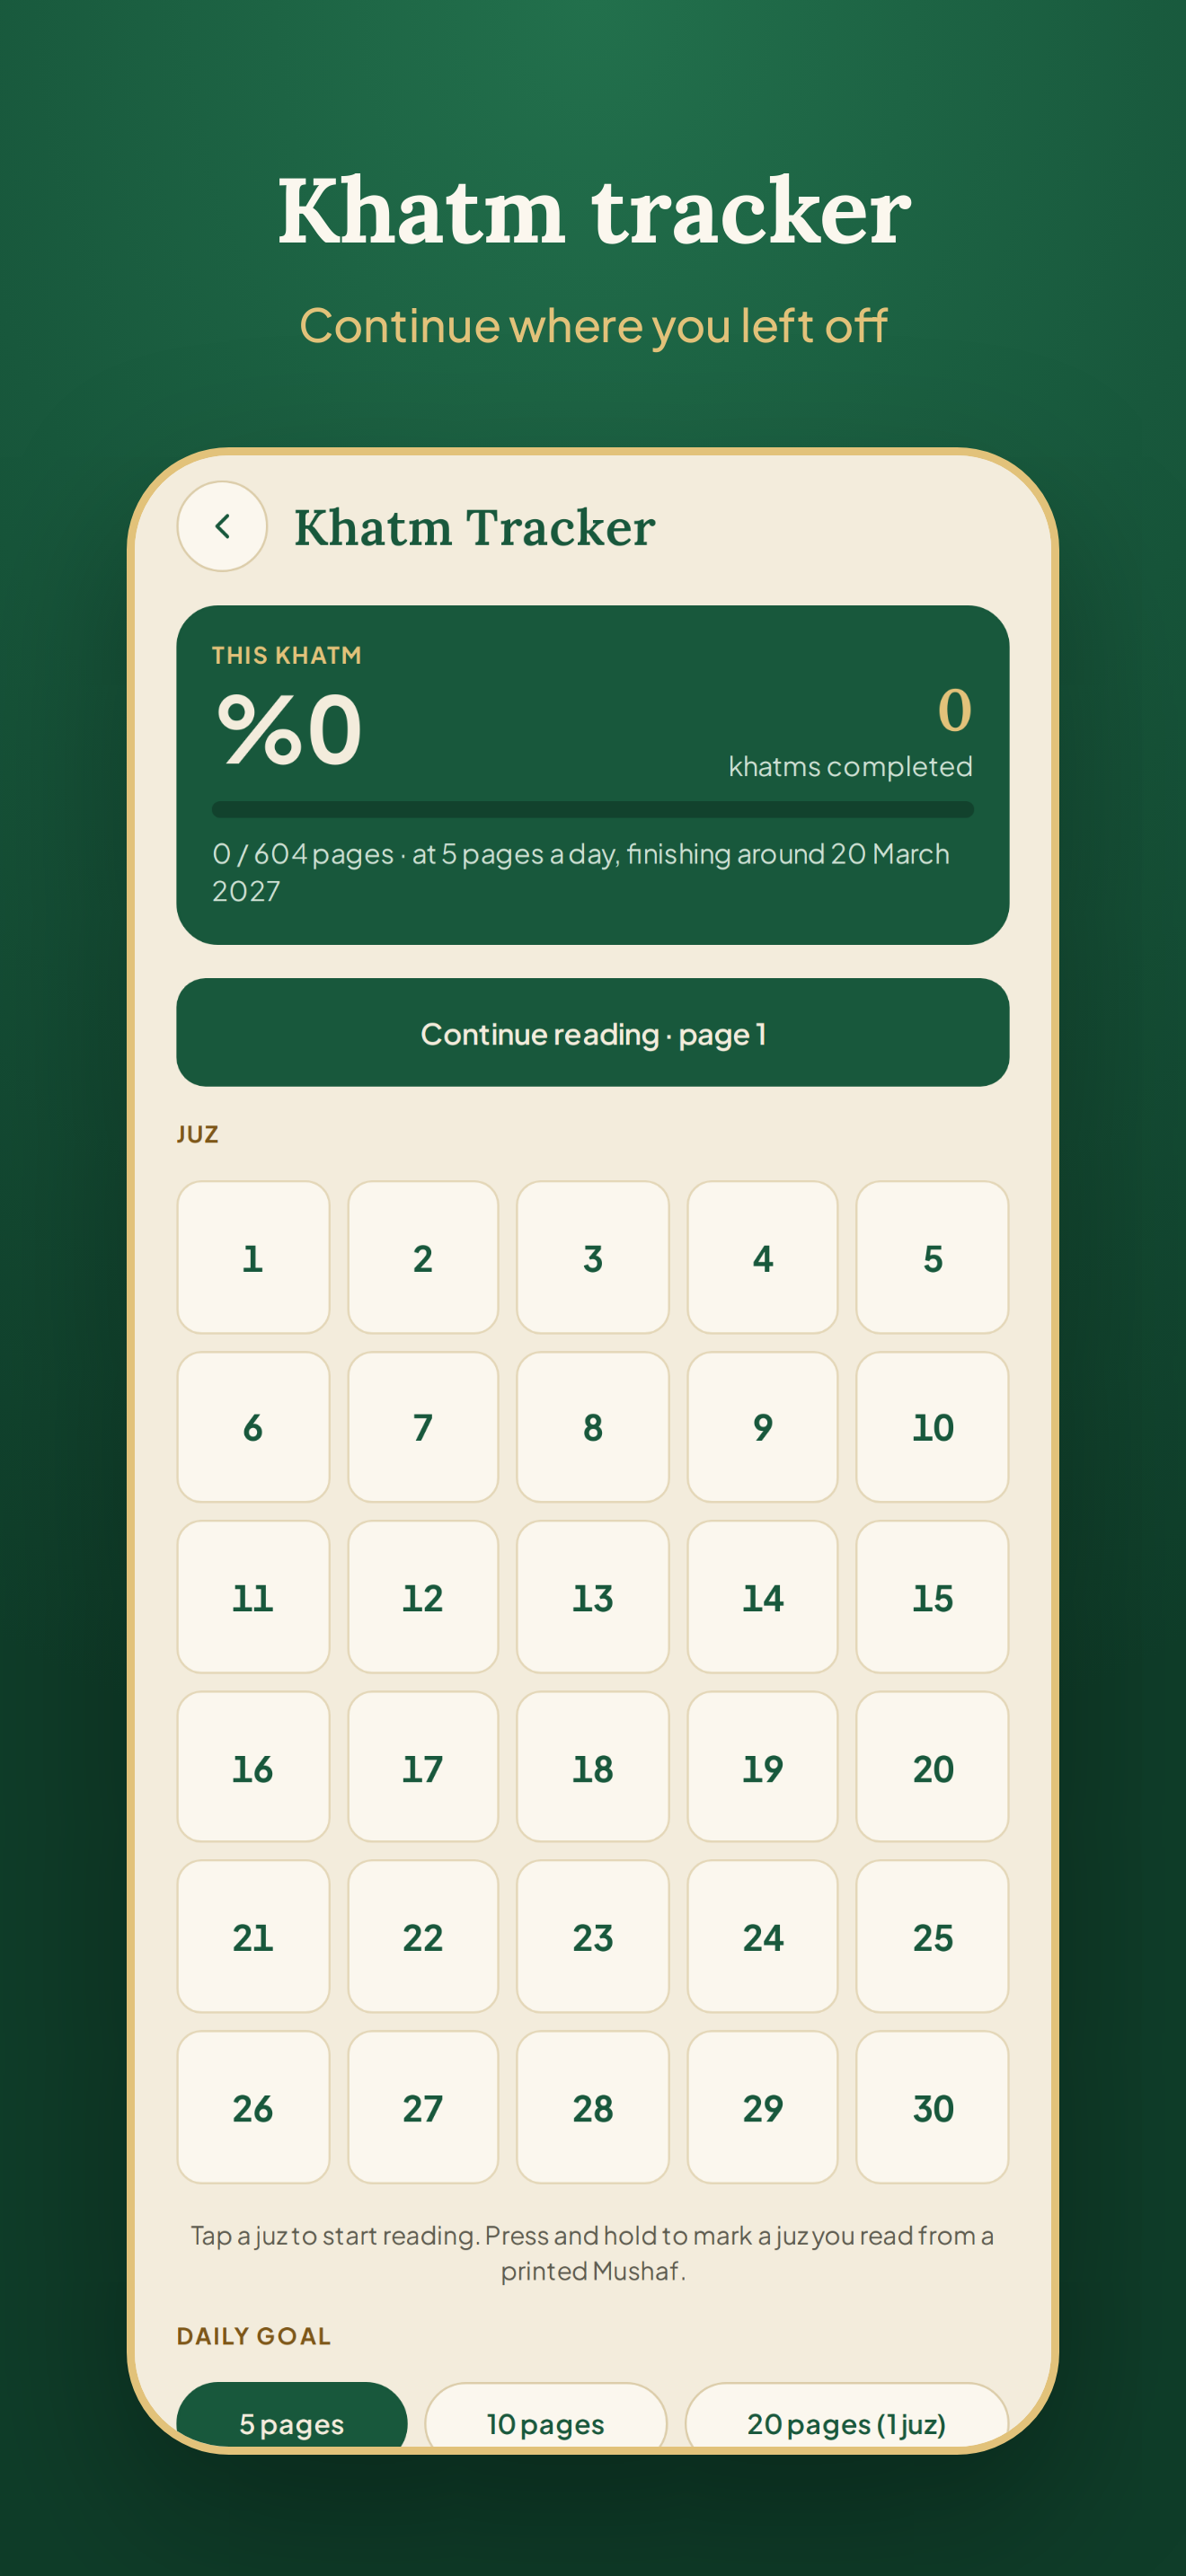 Khatm tracker
Continue where you left off
Khatm Tracker
THIS KHATM
%0
0
khatms completed
0 / 604 pages · at 5 pages a day, finishing around 20 March
2027
Continue reading · page 1
JUZ
1 2 3 4 5
6 7 8 9 10
11 12 13 14 15
16 17 18 19 20
21 22 23 24 25
26 27 28 29 30
Tap a juz to start reading. Press and hold to mark a juz you read from a
printed Mushaf.
DAILY GOAL
5 pages 10 pages 20 pages (1 juz)